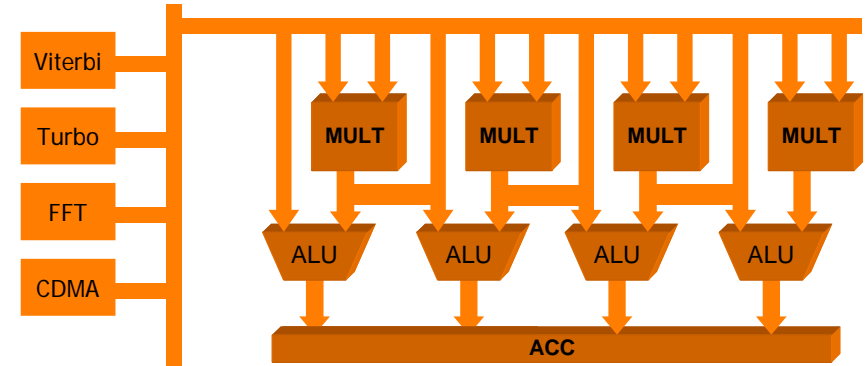 Viterbi
Turbo
FFT
CDMA
MULT
MULT
MULT
MULT
ALU
ALU
ALU
ALU
ACC